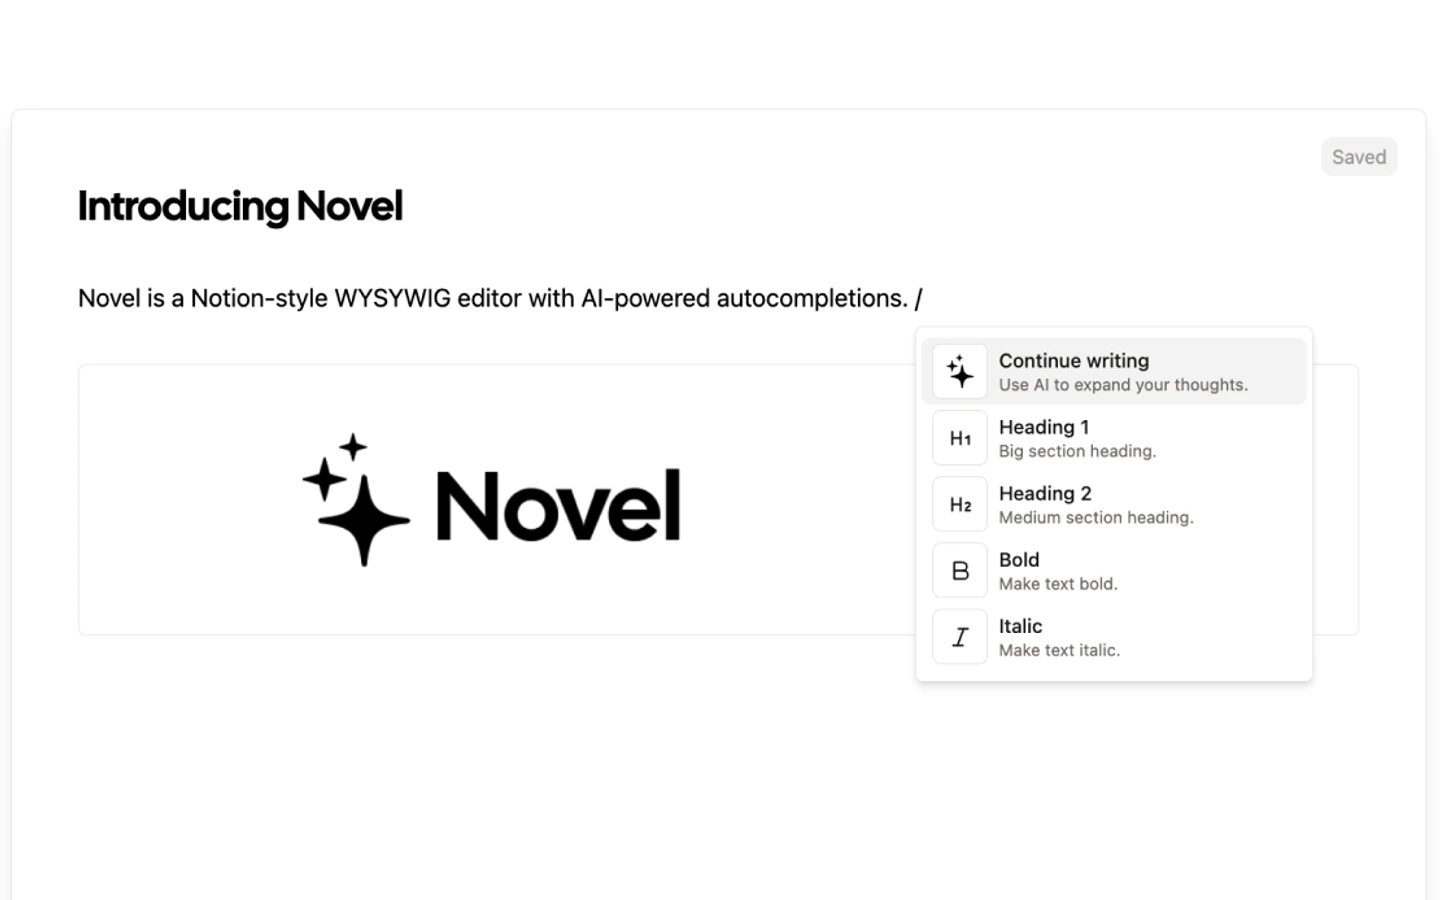 Saved
Introducing Novel
Novel is a Notion-style WYSYWIG editor with AI-powered autocompletions. /
Novel
Continue writing
Use AI to expand your thoughts.
H1
Heading 1
Big section heading.
H2
Heading 2
Medium section heading.
B
Bold
Make text bold.
I
Italic
Make text italic.